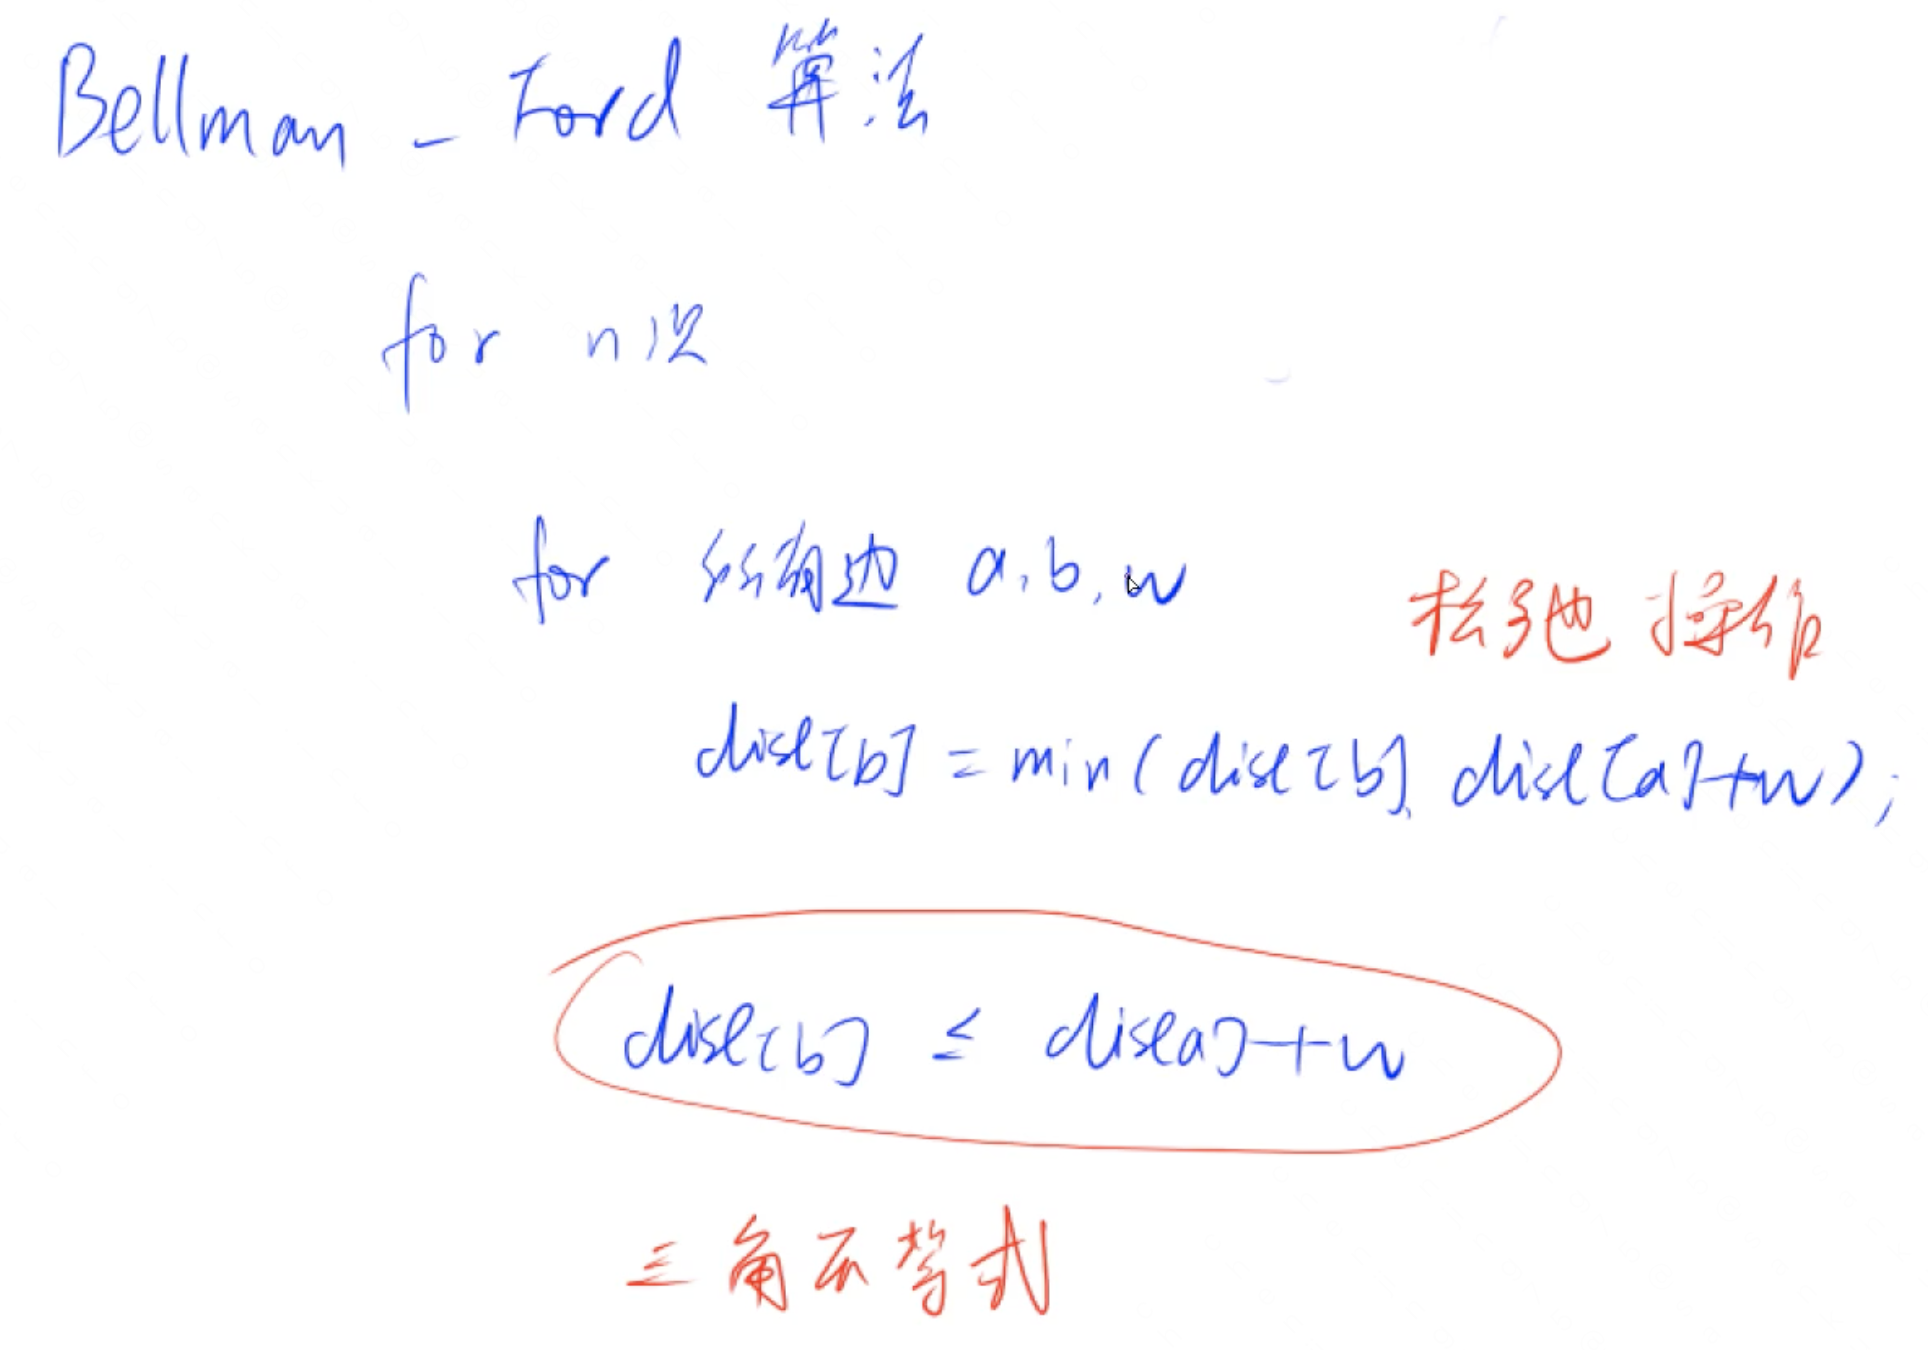 Bellman - Ford 算法
for n次
for 所有边 a,b,w
松弛操作
dist[b] = min(dist[b], dist[a]+w);
dist[b] ≤ dist[a]+w
三角不等式